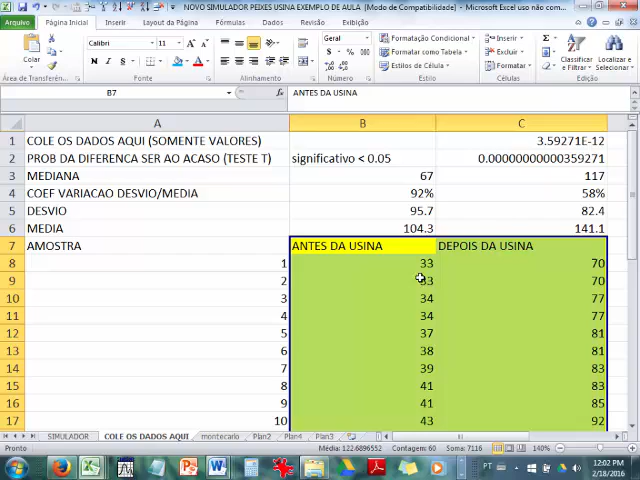 NOVO SIMULADOR PEIXES USINA EXEMPLO DE AULA [Modo de Compatibilidade] - Microsoft Excel uso não com...
Arquivo Página Inicial Inserir Layout da Página Fórmulas Dados Revisão Exibição
Colar
Área de Transferên...
Calibri 11
N I S
Fonte
Alinhamento
Geral
% 000
Número
Formatação Condicional
Formatar como Tabela
Estilos de Célula
Estilo
Inserir
Excluir
Formatar
Células
Classificar e Filtrar
Localizar e Selecionar
Edição
B7 fx ANTES DA USINA
A B C
1 COLE OS DADOS AQUI (SOMENTE VALORES) 3.59271E-12
2 PROB DA DIFERENCA SER AO ACASO (TESTE T) significativo < 0.05 0.00000000000359271
3 MEDIANA 67 117
4 COEF VARIACAO DESVIO/MEDIA 92% 58%
5 DESVIO 95.7 82.4
6 MEDIA 104.3 141.1
7 AMOSTRA ANTES DA USINA DEPOIS DA USINA
8 1 33 70
9 2 33 70
10 3 34 77
11 4 34 77
12 5 37 81
13 6 38 81
14 7 39 83
15 8 41 83
16 9 41 85
17 10 43 92
SIMULADOR COLE OS DADOS AQUI montecarlo Plan2 Plan4 Plan3
Pronto Média: 122.6896552 Contagem: 60 Soma: 7116 140%
PT 12:02 PM
2/18/2016